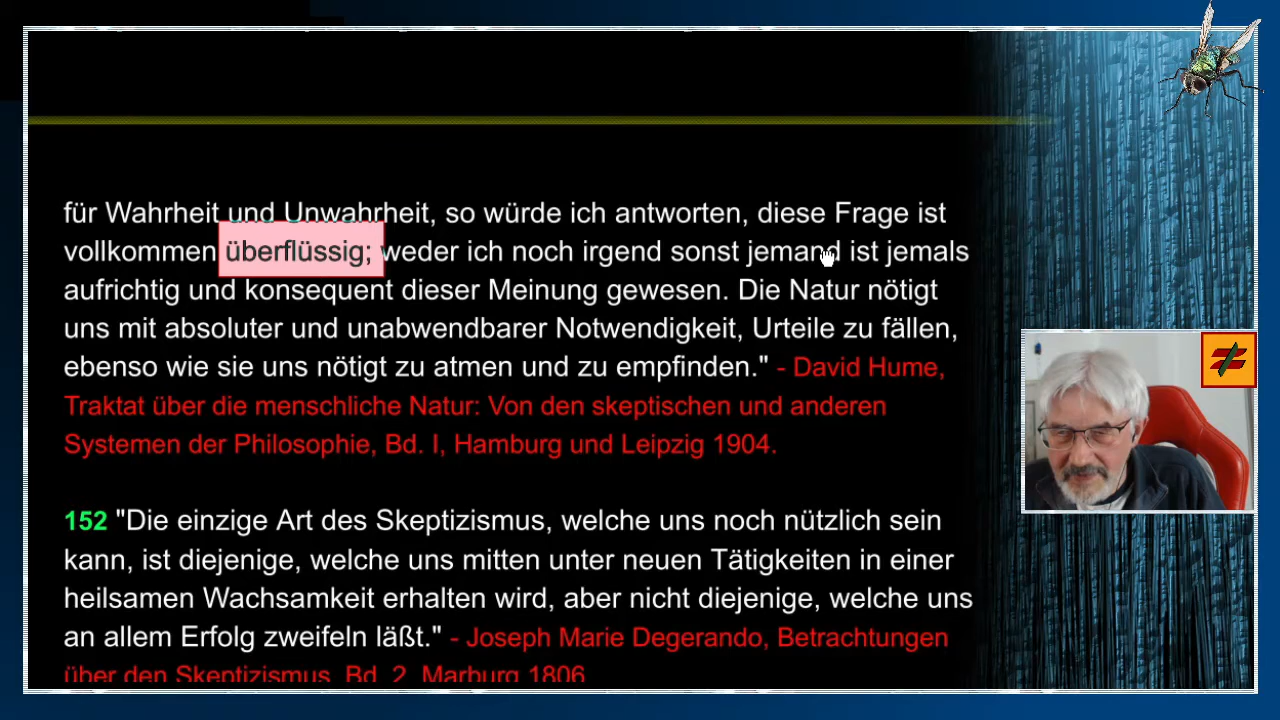 für Wahrheit und Unwahrheit, so würde ich antworten, diese Frage ist
vollkommen überflüssig; weder ich noch irgend sonst jemand ist jemals
aufrichtig und konsequent dieser Meinung gewesen. Die Natur nötigt
uns mit absoluter und unabwendbarer Notwendigkeit, Urteile zu fällen,
ebenso wie sie uns nötigt zu atmen und zu empfinden." - David Hume,
Traktat über die menschliche Natur: Von den skeptischen und anderen
Systemen der Philosophie, Bd. I, Hamburg und Leipzig 1904.
152 "Die einzige Art des Skeptizismus, welche uns noch nützlich sein
kann, ist diejenige, welche uns mitten unter neuen Tätigkeiten in einer
heilsamen Wachsamkeit erhalten wird, aber nicht diejenige, welche uns
an allem Erfolg zweifeln läßt." - Joseph Marie Degerando, Betrachtungen
über den Skeptizismus, Bd. 2, Marburg 1806